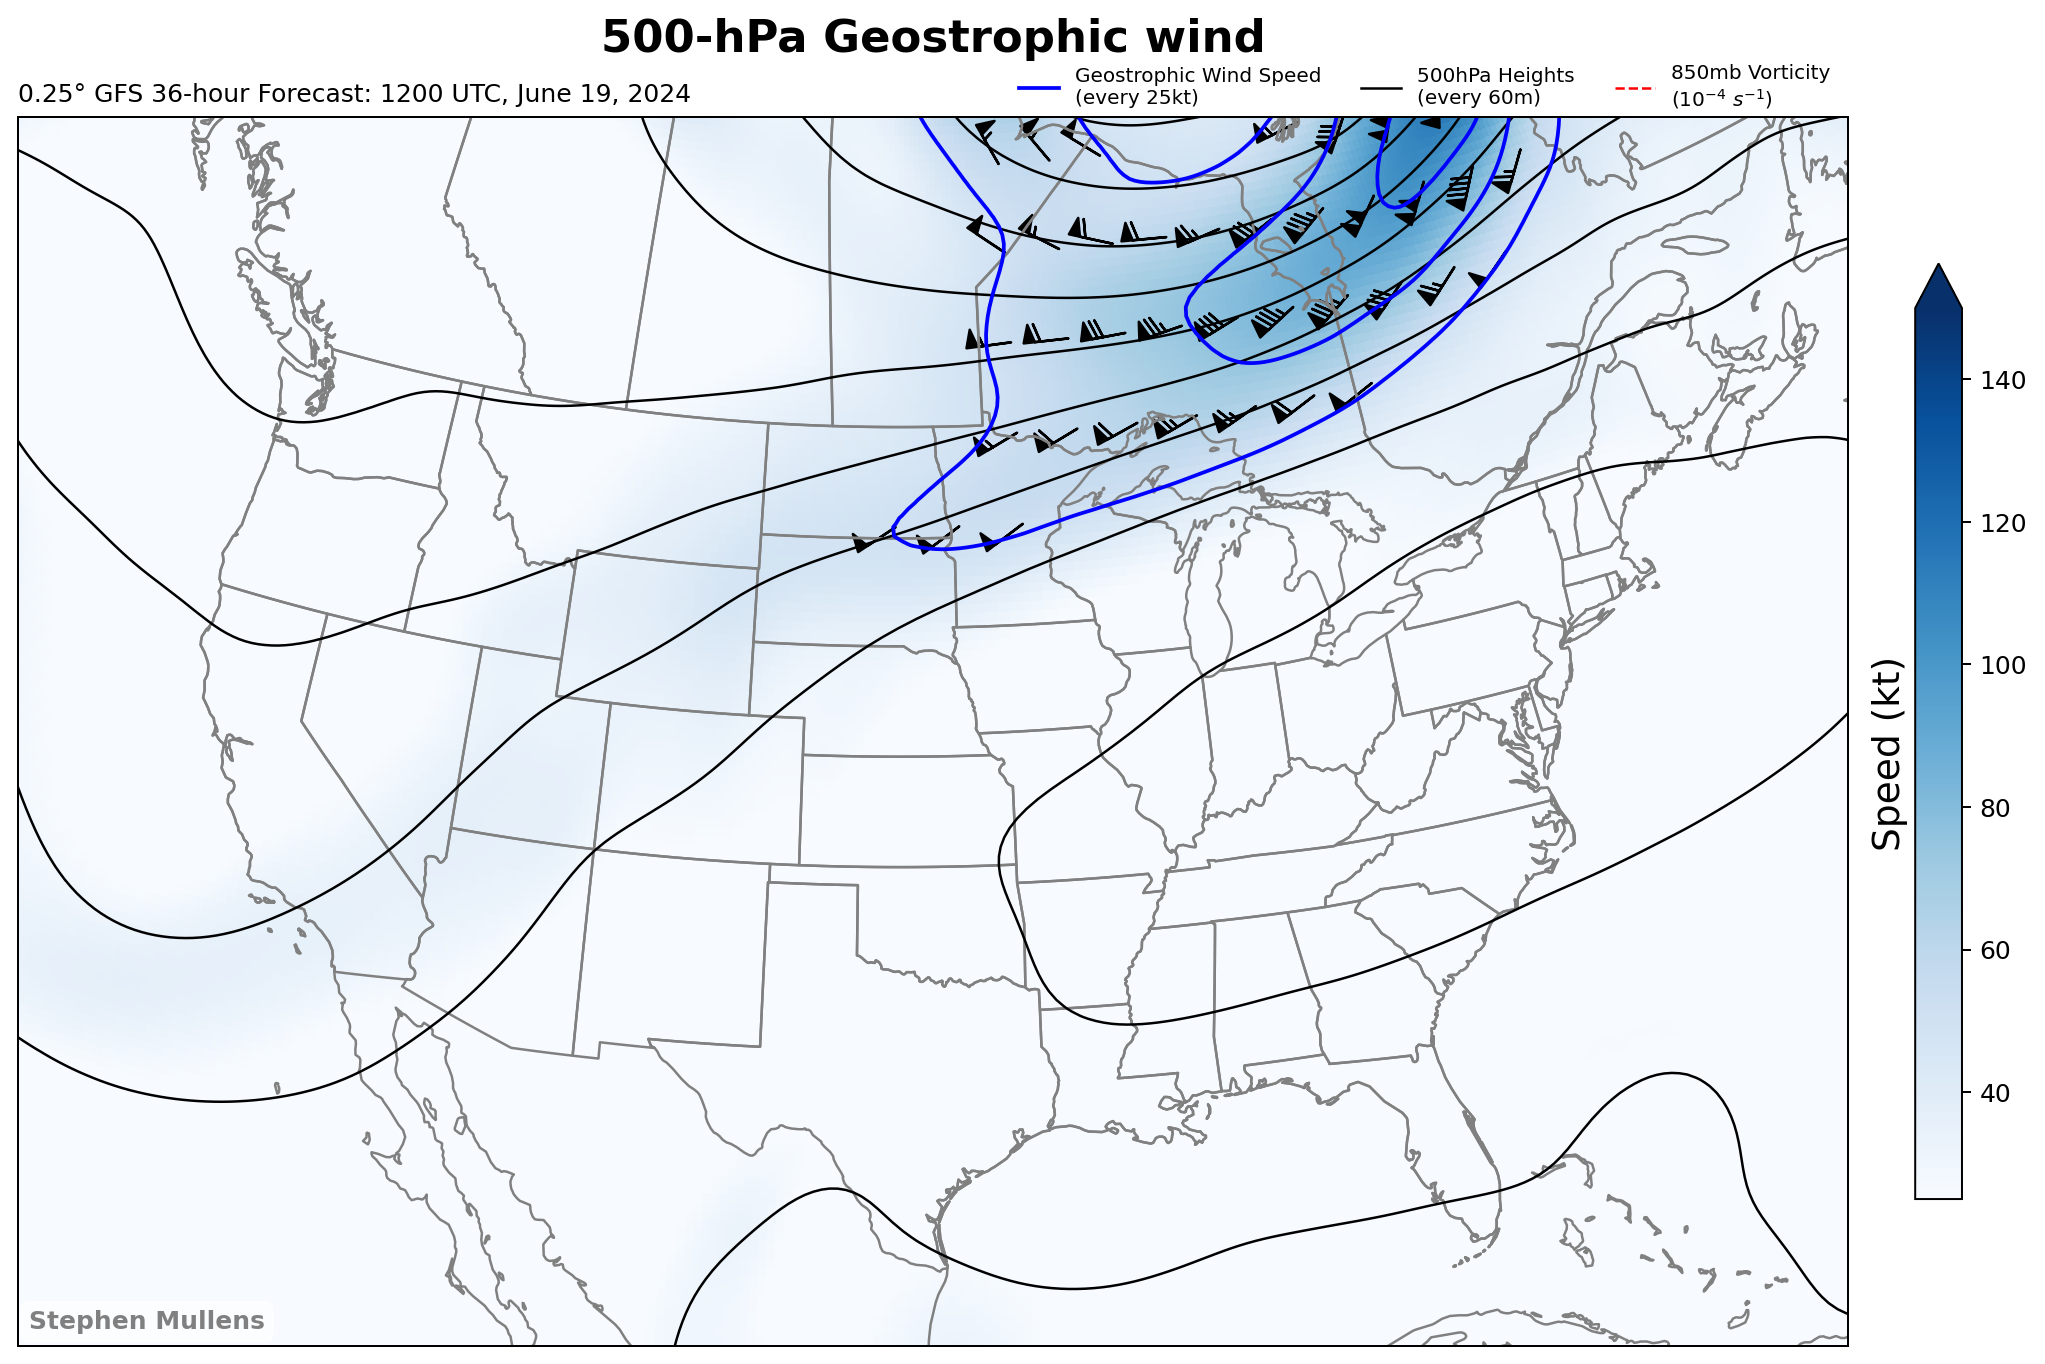 500-hPa Geostrophic wind
0.25° GFS 36-hour Forecast: 1200 UTC, June 19, 2024
Geostrophic Wind Speed
(every 25kt)
500hPa Heights
(every 60m)
850mb Vorticity
(10⁻⁴ s⁻¹)
140
120
100
80
60
40
Speed (kt)
Stephen Mullens